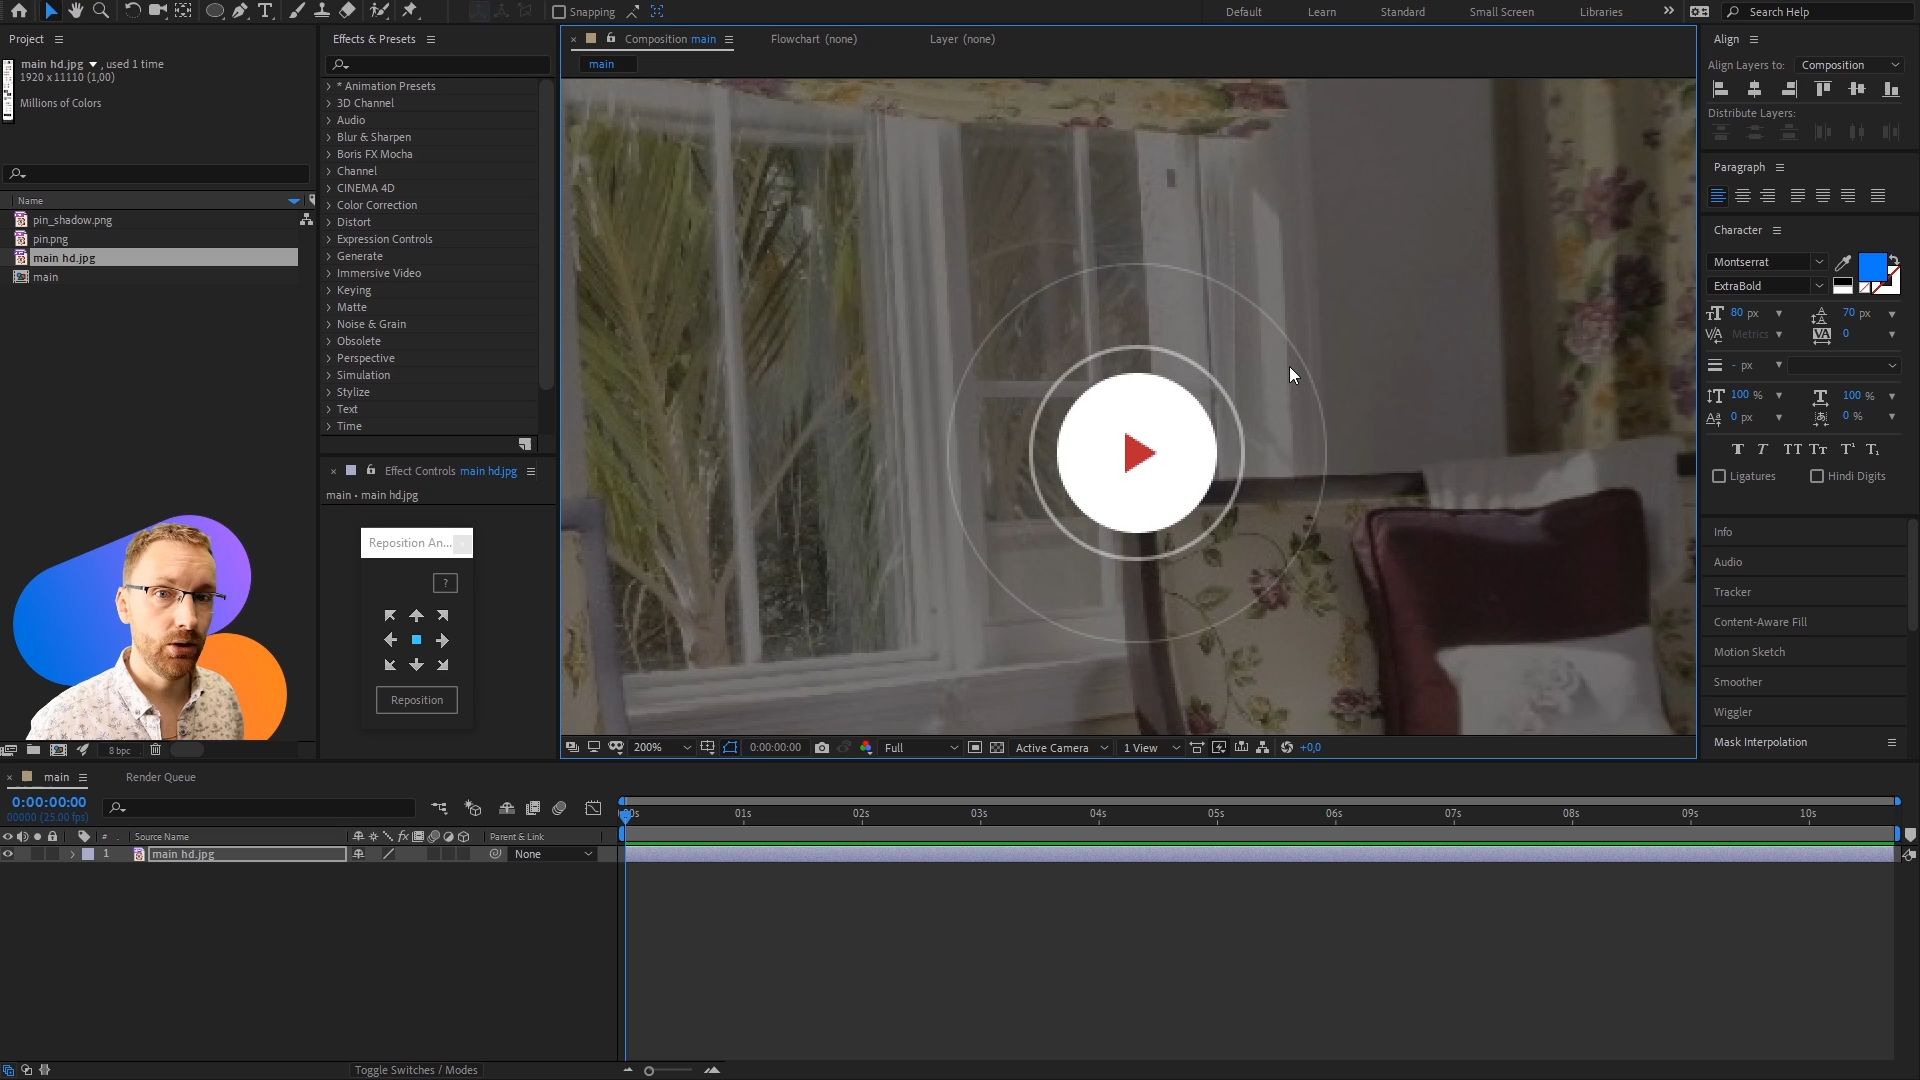 Snapping
Default
Learn
Standard
Small Screen
Libraries
Search Help
Project
main hd.jpg , used 1 time
1920 x 11110 (1,00)
Millions of Colors
Name
pin_shadow.png
pin.png
main hd.jpg
main
Effects & Presets
* Animation Presets
3D Channel
Audio
Blur & Sharpen
Boris FX Mocha
Channel
CINEMA 4D
Color Correction
Distort
Expression Controls
Generate
Immersive Video
Keying
Matte
Noise & Grain
Obsolete
Perspective
Simulation
Stylize
Text
Time
Effect Controls main hd.jpg
main • main hd.jpg
Reposition An...
?
Reposition
8 bpc
Composition main
Flowchart (none)
Layer (none)
main
200%
0:00:00:00
Full
Active Camera
1 View
+0,0
Align
Align Layers to:
Composition
Distribute Layers:
Paragraph
Character
Montserrat
ExtraBold
80 px
70 px
Metrics
0
- px
100 %
100 %
0 px
0 %
Ligatures
Hindi Digits
Info
Audio
Tracker
Content-Aware Fill
Motion Sketch
Smoother
Wiggler
Mask Interpolation
main
Render Queue
0:00:00:00
00000 (25.00 fps)
# Source Name
Parent & Link
1 main hd.jpg
None
01s
02s
03s
04s
05s
06s
07s
08s
09s
10s
Toggle Switches / Modes